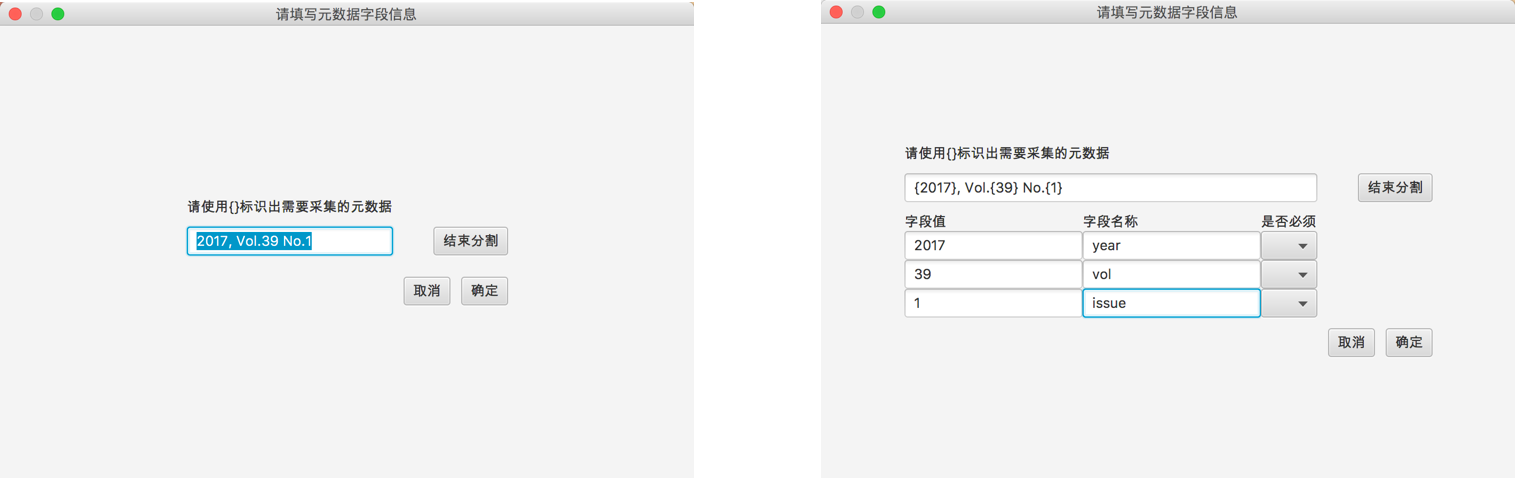 请填写元数据字段信息
请使用{}标识出需要采集的元数据
2017, Vol.39 No.1
结束分割
取消
确定
请填写元数据字段信息
请使用{}标识出需要采集的元数据
{2017}, Vol.{39} No.{1}
结束分割
字段值 字段名称 是否必须
2017 year
39 vol
1 issue
取消
确定